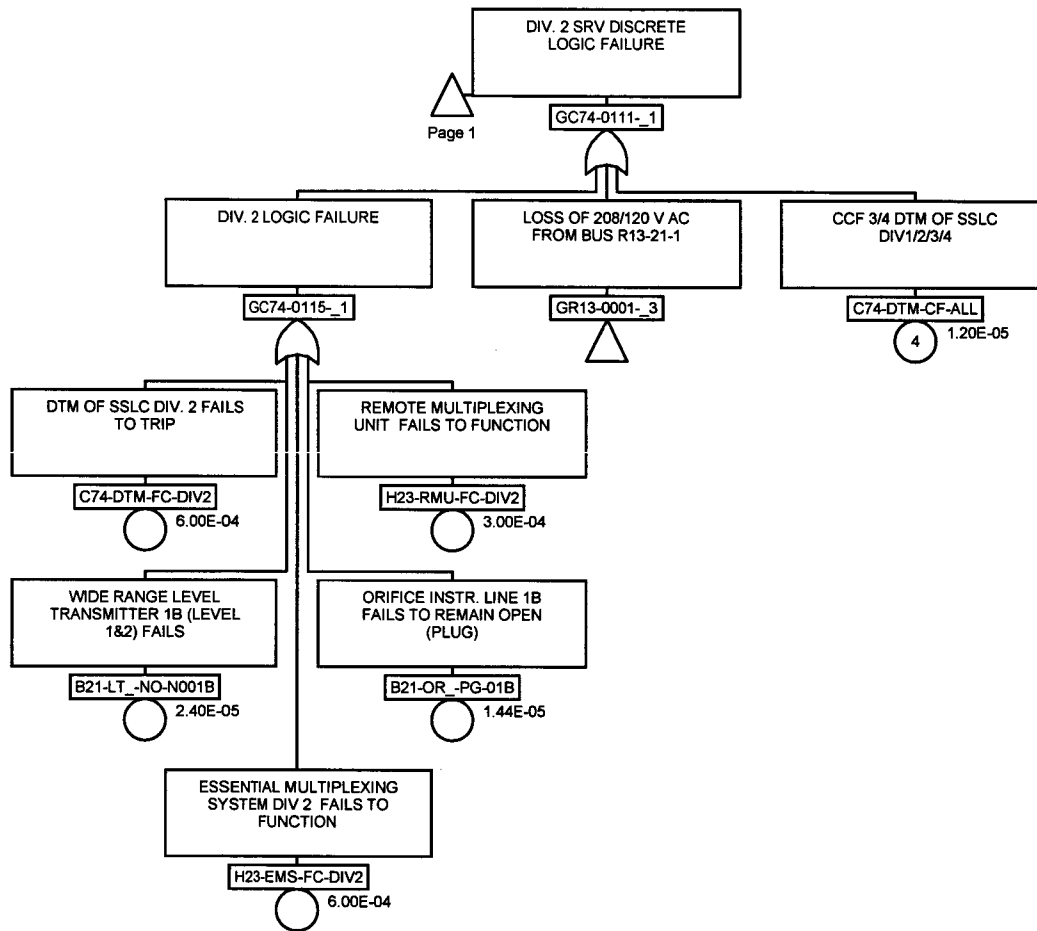 DIV. 2 SRV DISCRETE
LOGIC FAILURE
Page 1
GC74-0111-_1
DIV. 2 LOGIC FAILURE
GC74-0115-_1
LOSS OF 208/120 V AC
FROM BUS R13-21-1
GR13-0001-_3
CCF 3/4 DTM OF SSLC
DIV1/2/3/4
C74-DTM-CF-ALL
4
1.20E-05
DTM OF SSLC DIV. 2 FAILS
TO TRIP
C74-DTM-FC-DIV2
6.00E-04
REMOTE MULTIPLEXING
UNIT FAILS TO FUNCTION
H23-RMU-FC-DIV2
3.00E-04
WIDE RANGE LEVEL
TRANSMITTER 1B (LEVEL
1&2) FAILS
B21-LT_-NO-N001B
2.40E-05
ORIFICE INSTR. LINE 1B
FAILS TO REMAIN OPEN
(PLUG)
B21-OR_-PG-01B
1.44E-05
ESSENTIAL MULTIPLEXING
SYSTEM DIV 2 FAILS TO
FUNCTION
H23-EMS-FC-DIV2
6.00E-04